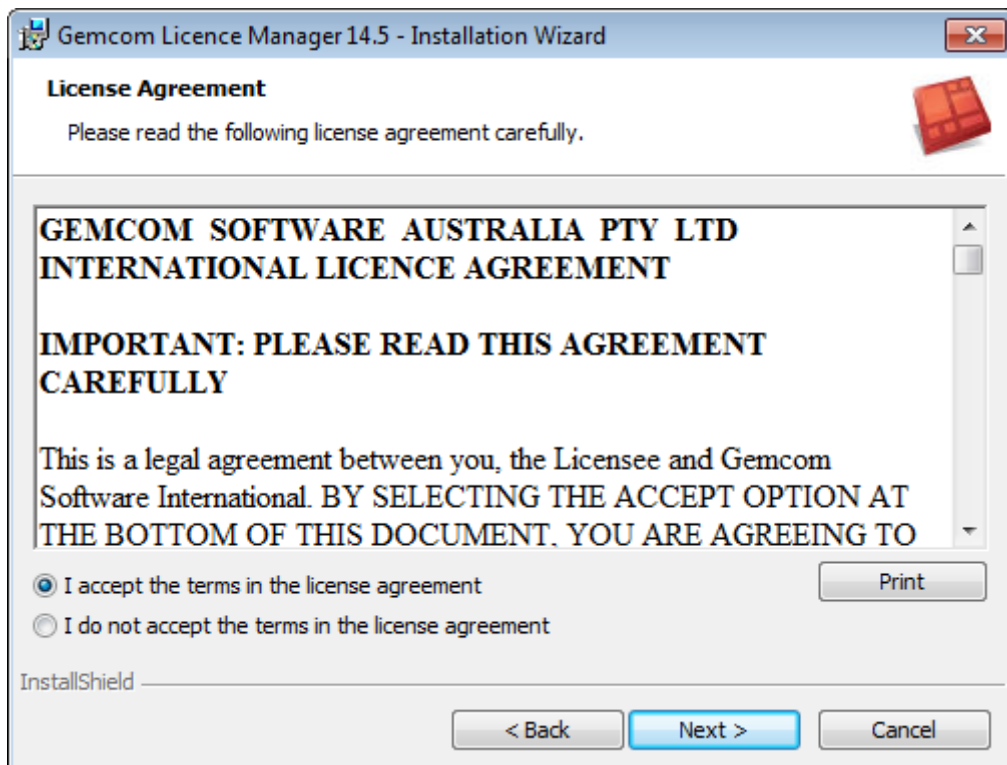 Gemcom Licence Manager 14.5 - Installation Wizard
License Agreement
Please read the following license agreement carefully.
GEMCOM SOFTWARE AUSTRALIA PTY LTD
INTERNATIONAL LICENCE AGREEMENT
IMPORTANT: PLEASE READ THIS AGREEMENT
CAREFULLY
This is a legal agreement between you, the Licensee and Gemcom
Software International. BY SELECTING THE ACCEPT OPTION AT
THE BOTTOM OF THIS DOCUMENT, YOU ARE AGREEING TO
I accept the terms in the license agreement
Print
I do not accept the terms in the license agreement
InstallShield
< Back
Next >
Cancel